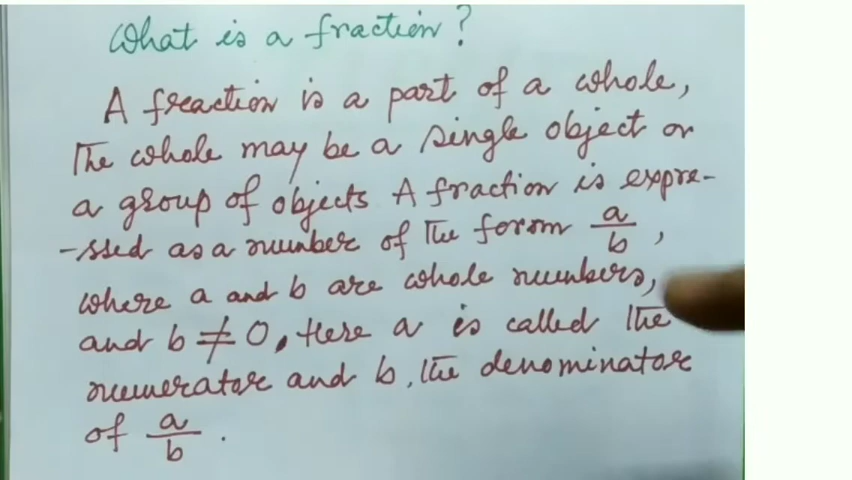 What is a fraction?
A fraction is a part of a whole,
The whole may be a single object or
a group of objects A fraction is expre-
-ssed as a number of the form a/b,
where a and b are whole numbers,
and b ≠ 0. Here a is called the
numerator and b, the denominator
of a/b.